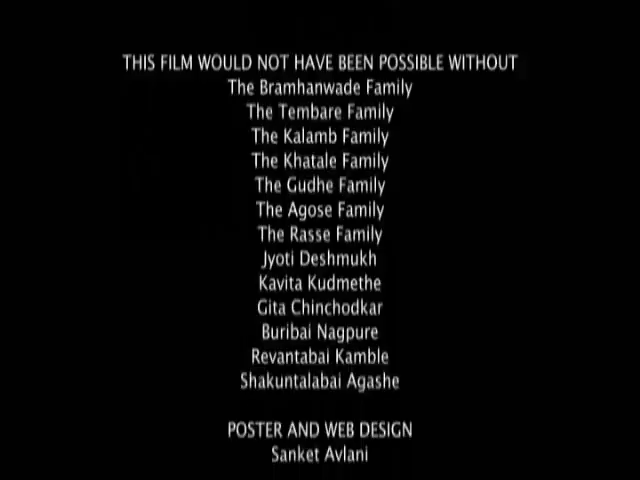 THIS FILM WOULD NOT HAVE BEEN POSSIBLE WITHOUT
The Bramhanwade Family
The Tembare Family
The Kalamb Family
The Khatale Family
The Gudhe Family
The Agose Family
The Rasse Family
Jyoti Deshmukh
Kavita Kudmethe
Gita Chinchodkar
Buribai Nagpure
Revantabai Kamble
Shakuntalabai Agashe
POSTER AND WEB DESIGN
Sanket Avlani